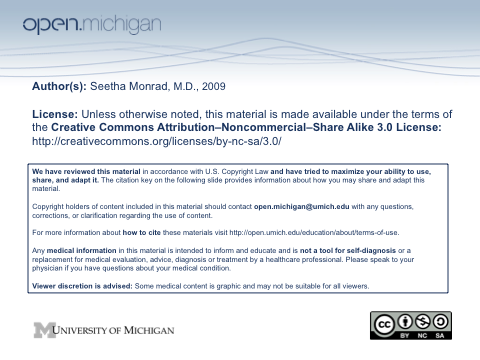 open.michigan
Author(s): Seetha Monrad, M.D., 2009
License: Unless otherwise noted, this material is made available under the terms of
the Creative Commons Attribution–Noncommercial–Share Alike 3.0 License:
http://creativecommons.org/licenses/by-nc-sa/3.0/
We have reviewed this material in accordance with U.S. Copyright Law and have tried to maximize your ability to use,
share, and adapt it. The citation key on the following slide provides information about how you may share and adapt this
material.
Copyright holders of content included in this material should contact open.michigan@umich.edu with any questions,
corrections, or clarification regarding the use of content.
For more information about how to cite these materials visit http://open.umich.edu/education/about/terms-of-use.
Any medical information in this material is intended to inform and educate and is not a tool for self-diagnosis or a
replacement for medical evaluation, advice, diagnosis or treatment by a healthcare professional. Please speak to your
physician if you have questions about your medical condition.
Viewer discretion is advised: Some medical content is graphic and may not be suitable for all viewers.
M UNIVERSITY OF MICHIGAN
cc
BY NC SA